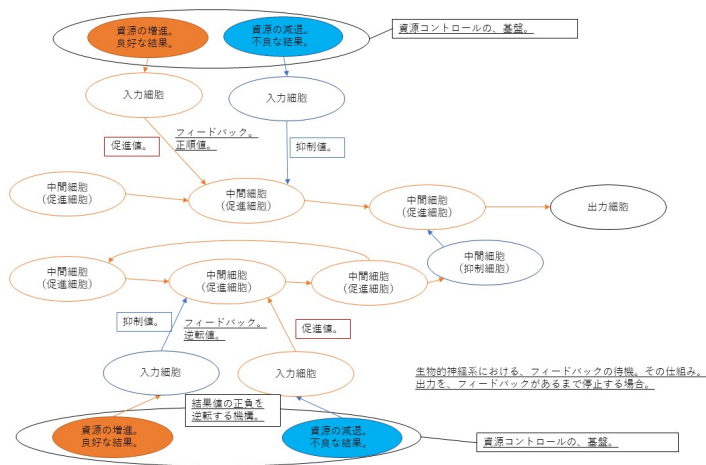 資源の増進。
良好な結果。
資源の減退。
不良な結果。
資源コントロールの、基盤。
入力細胞
入力細胞
促進値。
フィードバック。
正順値。
抑制値。
中間細胞
(促進細胞)
中間細胞
(促進細胞)
中間細胞
(促進細胞)
出力細胞
中間細胞
(抑制細胞)
中間細胞
(促進細胞)
中間細胞
(促進細胞)
中間細胞
(促進細胞)
抑制値。
フィードバック。
逆転値。
促進値。
入力細胞
入力細胞
生物的神経系における、フィードバックの待機。その仕組み。
出力を、フィードバックがあるまで停止する場合。
結果値の正負を
逆転する機構。
資源の増進。
良好な結果。
資源の減退。
不良な結果。
資源コントロールの、基盤。